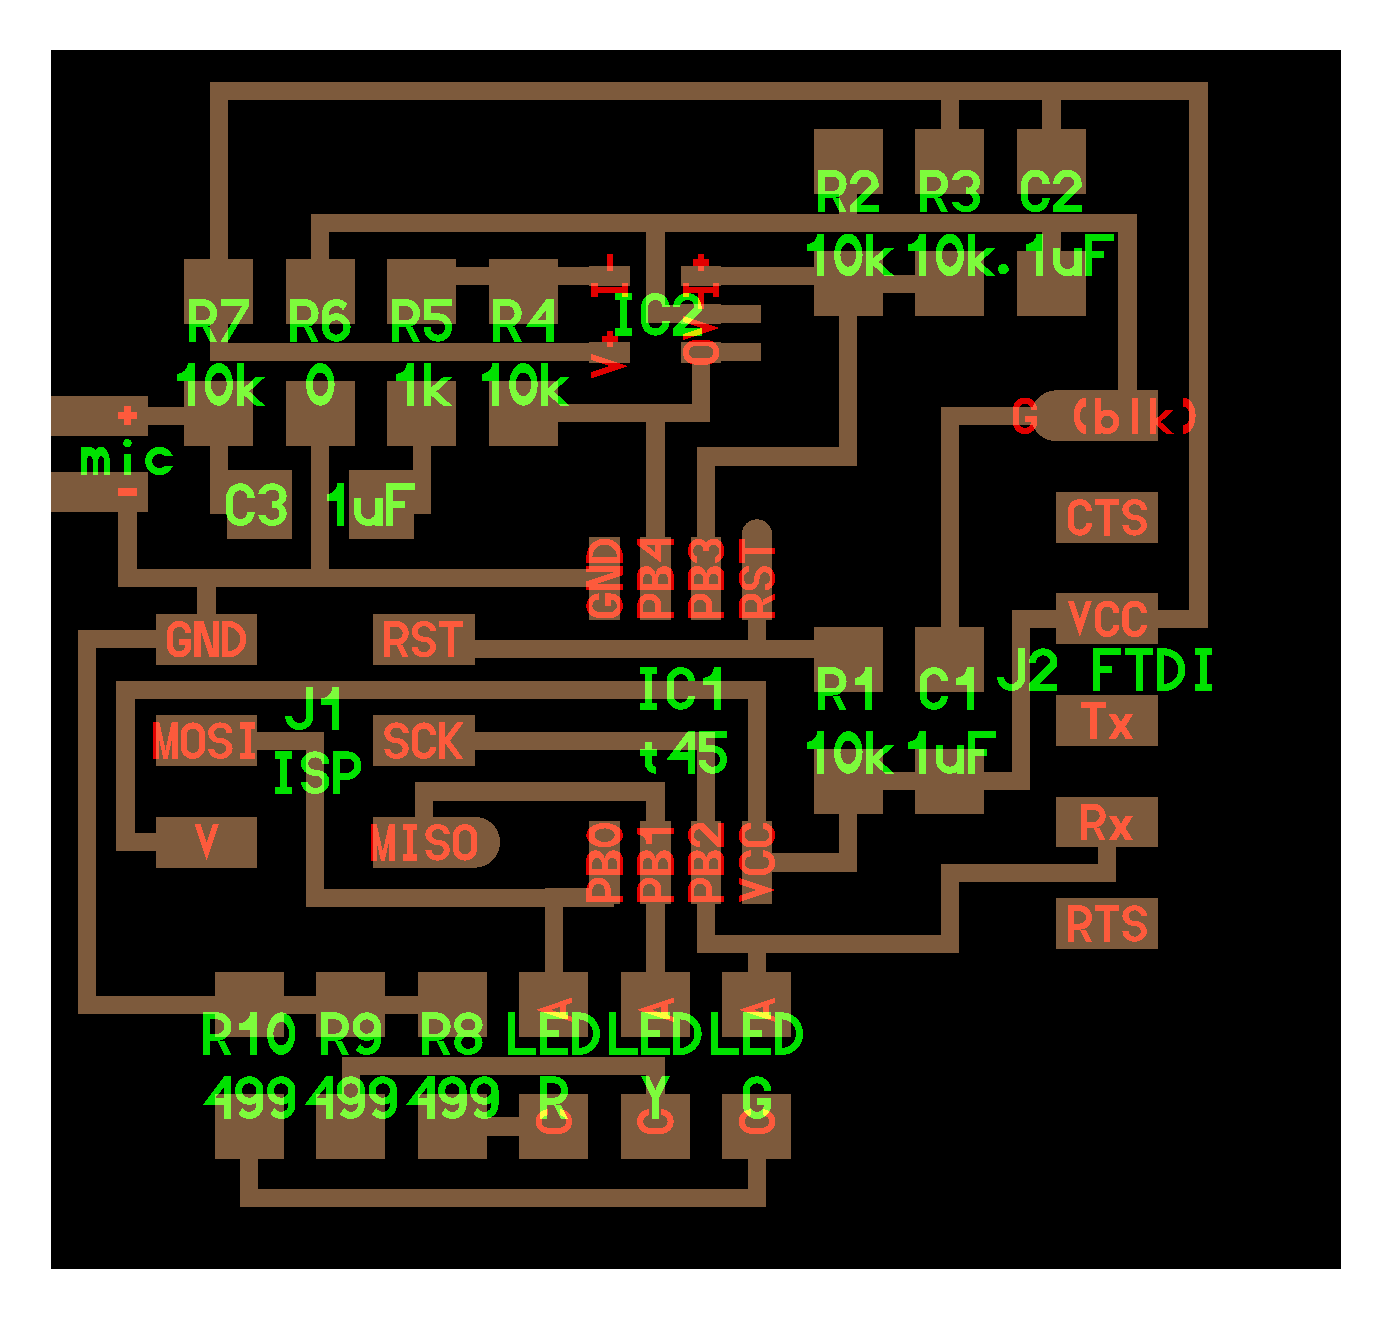 R2 R3 C2
10k 10k .1uF
I- I+
R7 R6 R5 R4 IC2
V+ O V-
10k 0 1k 10k
+ G (blk)
mic
-
C3 1uF
CTS
GND PB4 PB3 RST
VCC
GND RST
J2 FTDI
IC1 R1 C1
J1
Tx
MOSI SCK
t45 10k 1uF
ISP
Rx
V MISO
PB0 PB1 PB2 VCC
RTS
A A A
R10 R9 R8 LED LED LED
499 499 499 R Y G
C C C